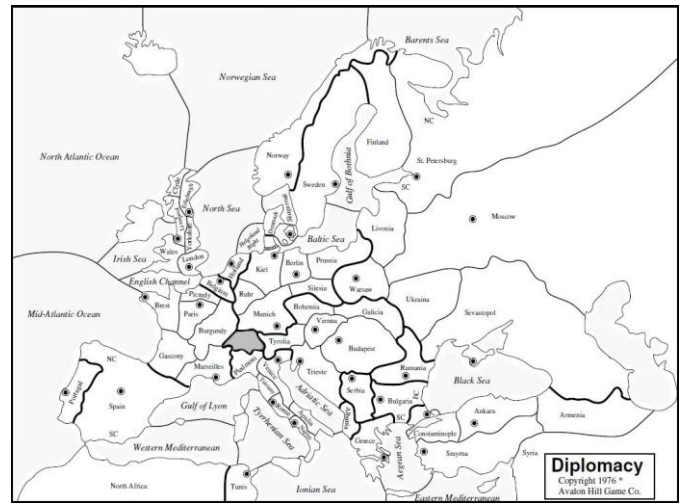 Barents Sea
Norwegian Sea
NC
Finland
North Atlantic Ocean
Norway
Gulf of Bothnia
St. Petersburg
Clyde
Edinburgh
Sweden
SC
Moscow
North Sea
Skagerrak
Denmark
Liverpool
Yorkshire
Livonia
Helgoland
Bight
Baltic Sea
Wales
Irish Sea
London
Holland
Kiel
Berlin
Prussia
English Channel
Belgium
Ruhr
Silesia
Warsaw
Ukraine
Mid-Atlantic Ocean
Brest
Picardy
Paris
Munich
Bohemia
Galicia
Sevastopol
Vienna
Burgundy
Tyrolia
Budapest
NC
Gascony
Marseilles
Piedmont
Venice
Trieste
Rumania
Portugal
Spain
Gulf of Lyon
Tuscany
Adriatic Sea
Serbia
Black Sea
Bulgaria
EC
Rome
Apulia
Albania
SC
Ankara
Armenia
SC
Tyrrhenian Sea
Naples
Constantinople
Western Mediterranean
Greece
Aegean Sea
Smyrna
Syria
North Africa
Tunis
Ionian Sea
Eastern Mediterranean
Diplomacy
Copyright 1976 *
Avalon Hill Game Co.